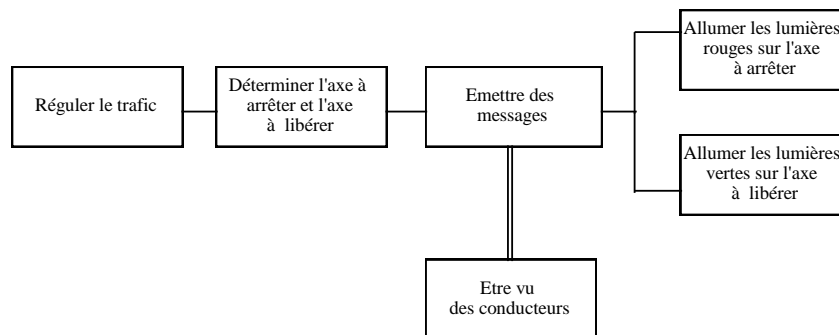 Réguler le trafic
Déterminer l'axe à
arrêter et l'axe
à libérer
Emettre des
messages
Allumer les lumières
rouges sur l'axe
à arrêter
Allumer les lumières
vertes sur l'axe
à libérer
Etre vu
des conducteurs